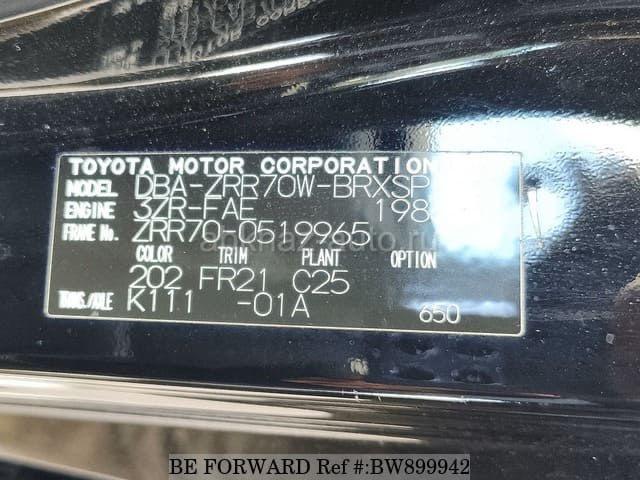 TOYOTA MOTOR CORPORATION
MODEL DBA-ZRR70W-BRXSP
ENGINE 3ZR-FAE 198
FRAME No. ZRR70-0519965
COLOR TRIM PLANT OPTION
202 FR21 C25
TRANS./AXLE K111 -01A 650
BE FORWARD Ref #:BW899942